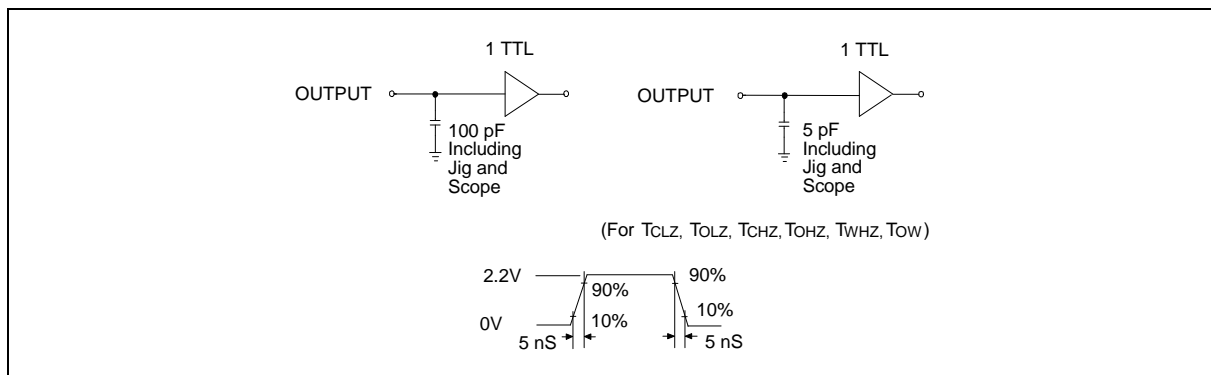 1 TTL
OUTPUT
100 pF
Including
Jig and
Scope
1 TTL
OUTPUT
5 pF
Including
Jig and
Scope
(For TCLZ, TOLZ, TCHZ, TOHZ, TWHZ, TOW)
2.2V
90%
90%
0V
10%
10%
5 nS
5 nS